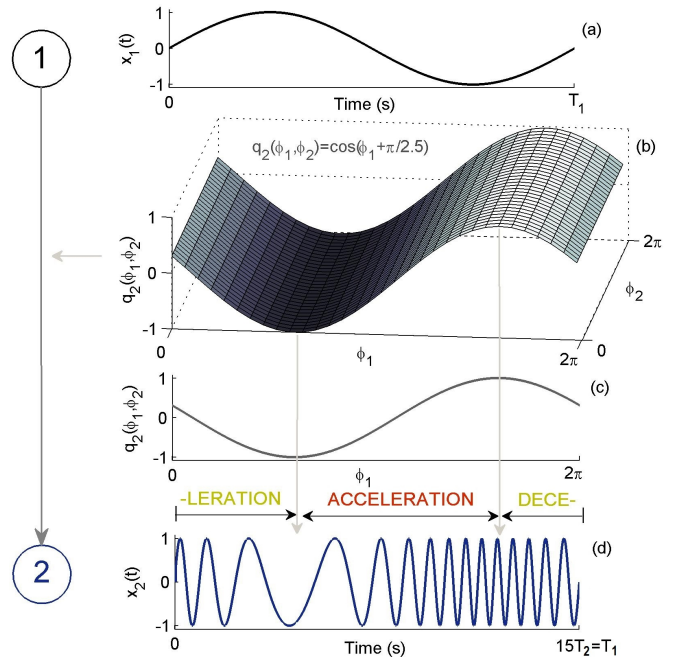 1
x1(t)
1
0
-1
(a)
0
Time (s)
T1
q2(ϕ1,ϕ2)=cos(ϕ1+π/2.5)
(b)
q2(ϕ1,ϕ2)
1
0
-1
0
ϕ1
2π
0
ϕ2
2π
q2(ϕ1,ϕ2)
1
0
-1
(c)
0
ϕ1
2π
-LERATION
ACCELERATION
DECE-
2
x2(t)
1
0
-1
(d)
0
Time (s)
15T2=T1